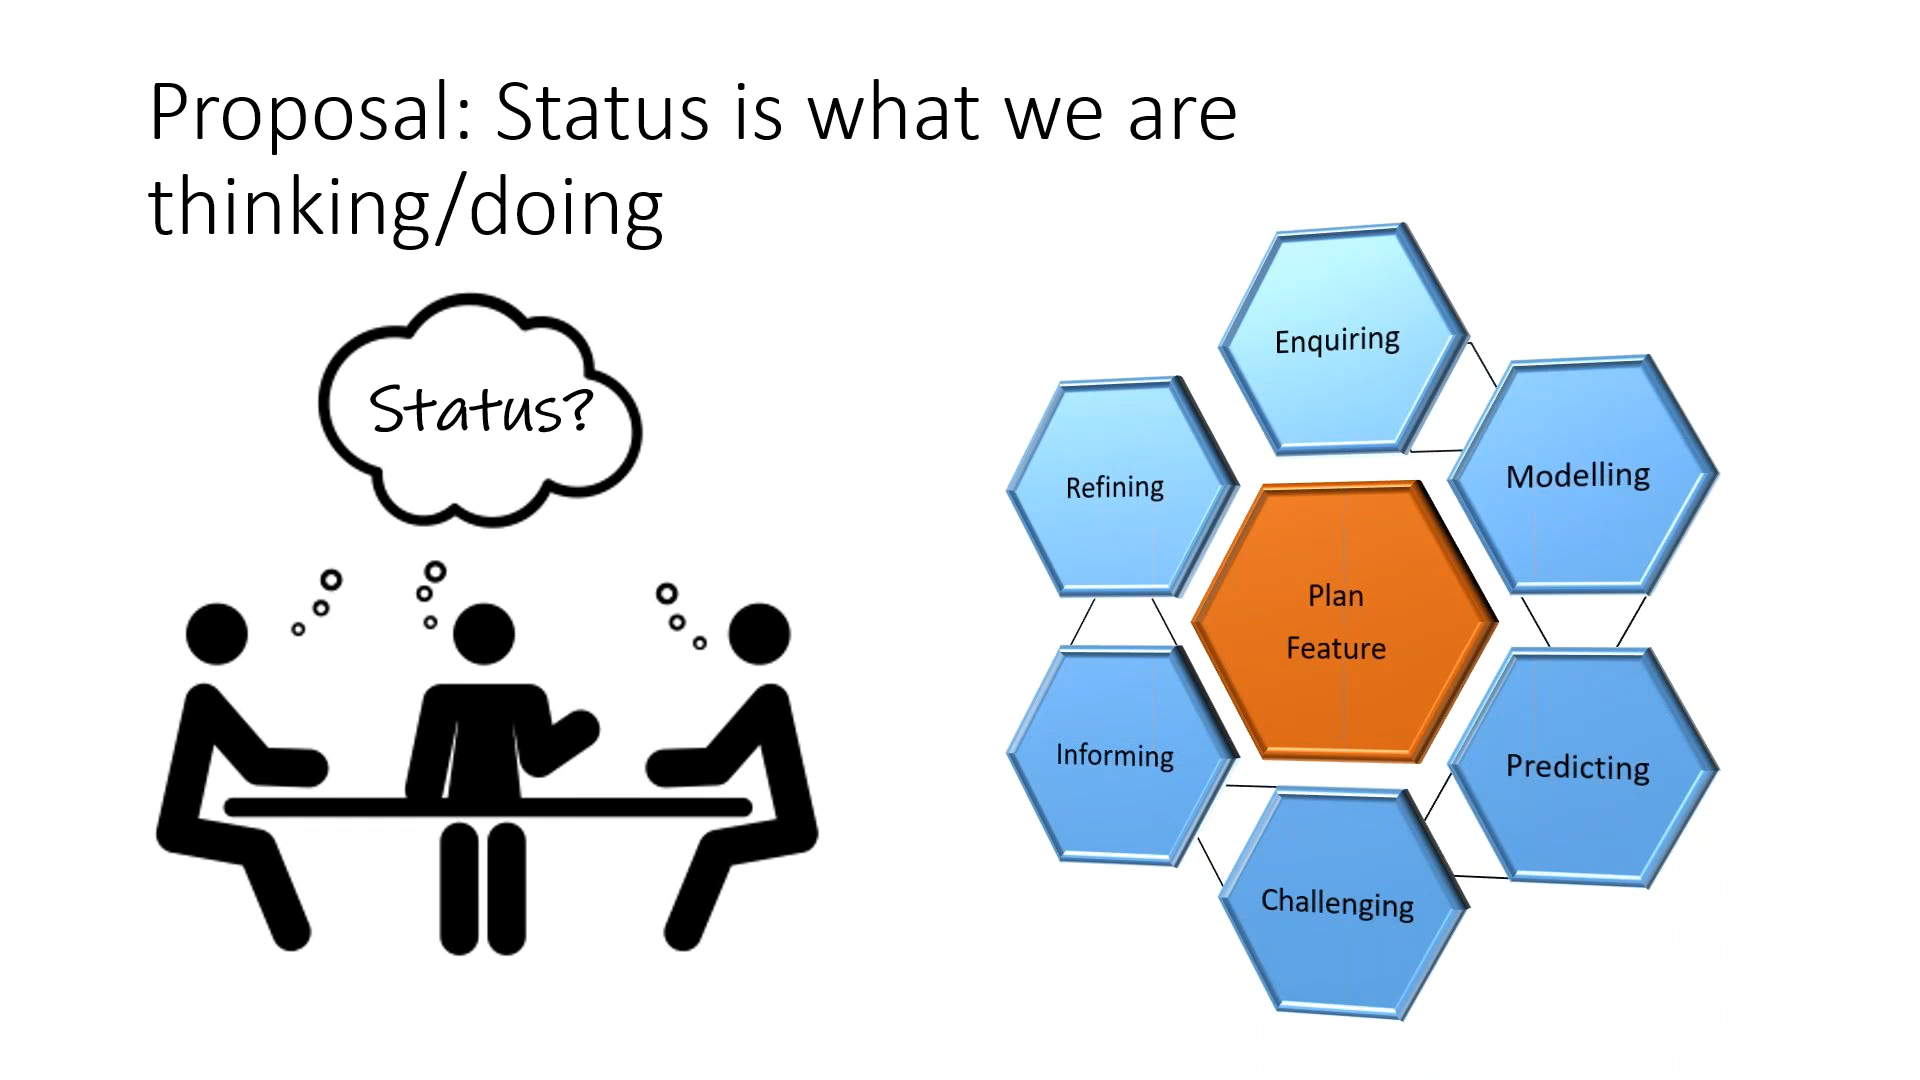 Proposal: Status is what we are
thinking/doing
Status?
Enquiring
Modelling
Refining
Plan
Feature
Informing
Predicting
Challenging